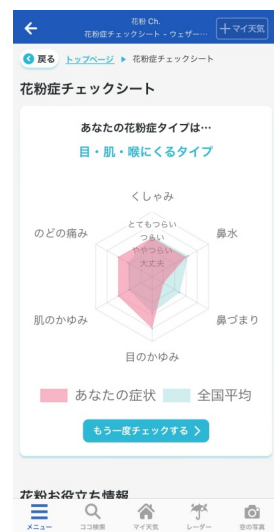 花粉 Ch.
花粉症チェックシート - ウェザー…
＋マイ天気
戻る トップページ ▶ 花粉症チェックシート
花粉症チェックシート
あなたの花粉症タイプは…
目・肌・喉にくるタイプ
くしゃみ
とてもつらい
つらい
ややつらい
大丈夫
のどの痛み
鼻水
肌のかゆみ
鼻づまり
目のかゆみ
あなたの症状 全国平均
もう一度チェックする
花粉お役立ち情報
メニュー ココ検索 マイ天気 レーダー 空の写真